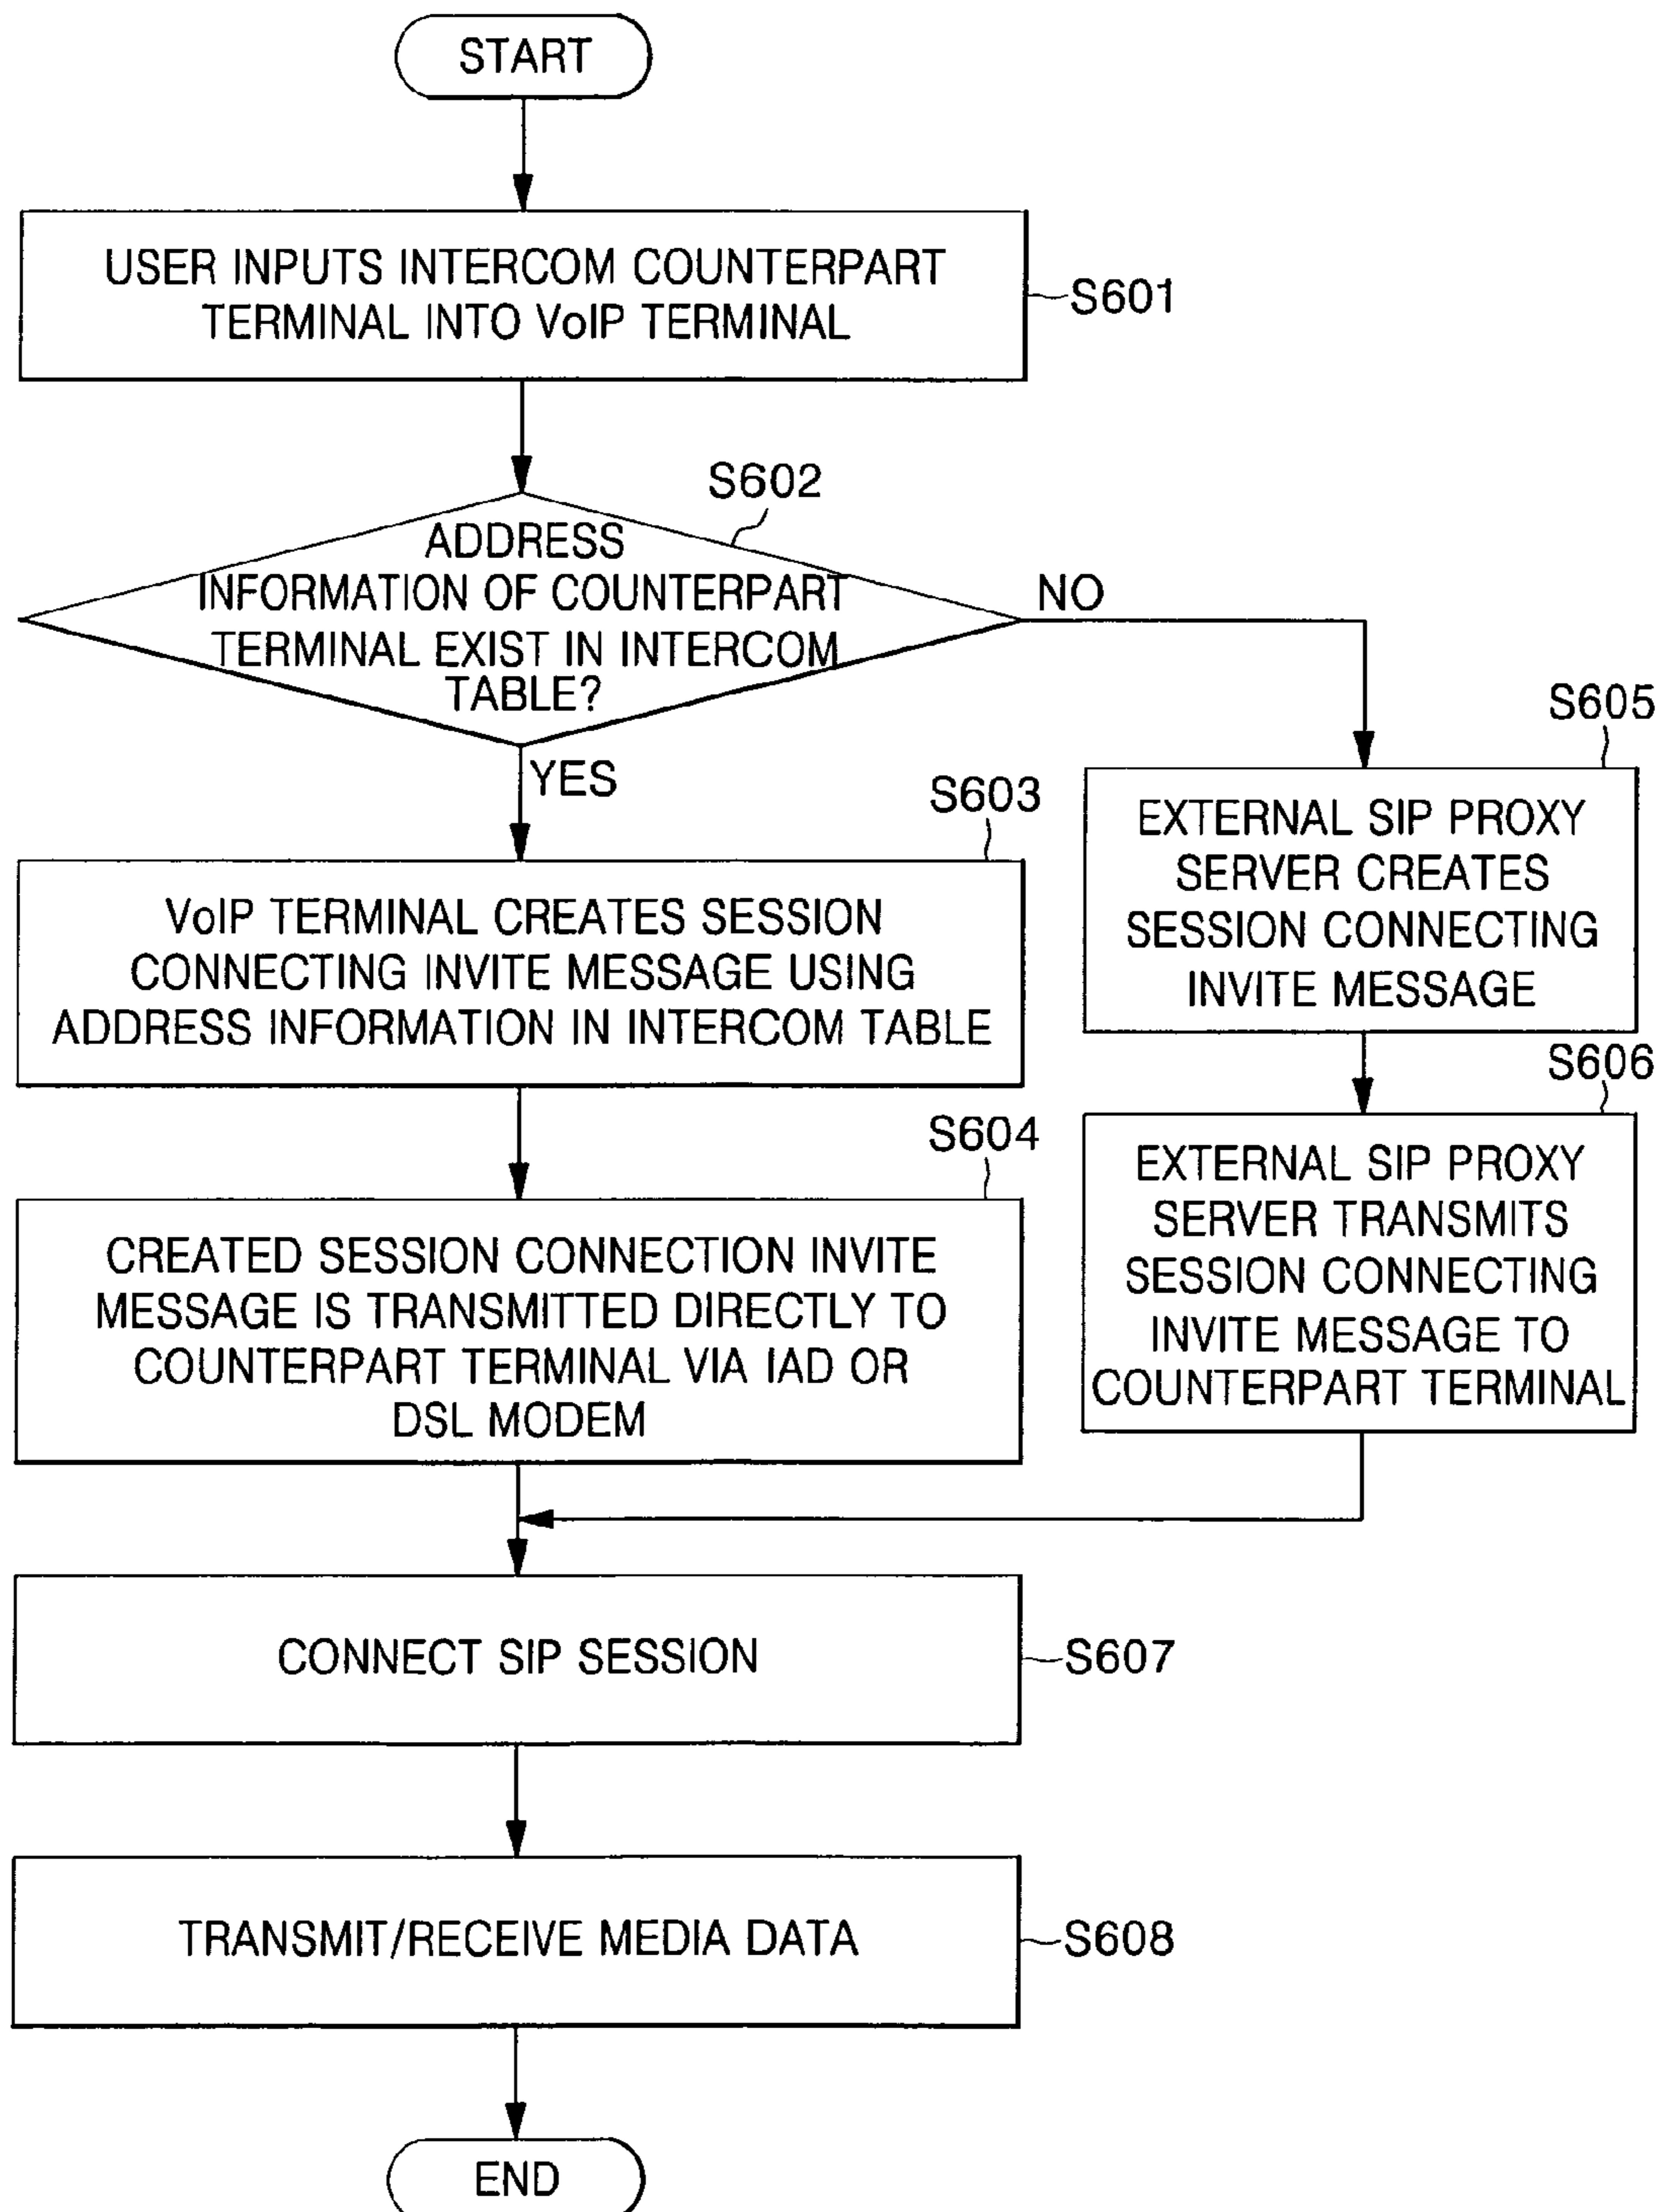 START
USER INPUTS INTERCOM COUNTERPART
TERMINAL INTO VoIP TERMINAL
S601
S602
ADDRESS
INFORMATION OF COUNTERPART
TERMINAL EXIST IN INTERCOM
TABLE?
NO
YES
S603
VoIP TERMINAL CREATES SESSION
CONNECTING INVITE MESSAGE USING
ADDRESS INFORMATION IN INTERCOM TABLE
S604
CREATED SESSION CONNECTION INVITE
MESSAGE IS TRANSMITTED DIRECTLY TO
COUNTERPART TERMINAL VIA IAD OR
DSL MODEM
S605
EXTERNAL SIP PROXY
SERVER CREATES
SESSION CONNECTING
INVITE MESSAGE
S606
EXTERNAL SIP PROXY
SERVER TRANSMITS
SESSION CONNECTING
INVITE MESSAGE TO
COUNTERPART TERMINAL
CONNECT SIP SESSION
S607
TRANSMIT/RECEIVE MEDIA DATA
S608
END